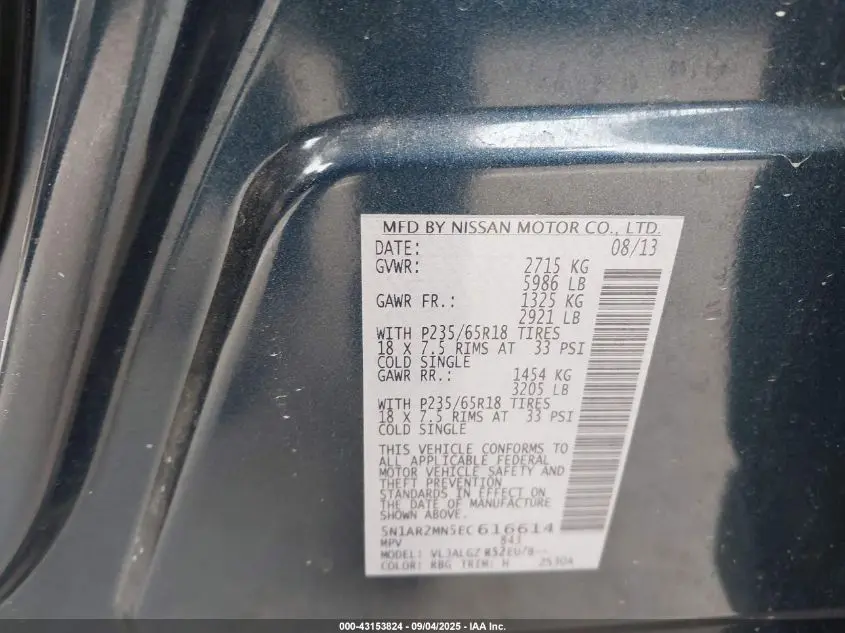 MFD BY NISSAN MOTOR CO., LTD.
DATE: 08/13
GVWR: 2715 KG
5986 LB
GAWR FR.: 1325 KG
2921 LB
WITH P235/65R18 TIRES
18 X 7.5 RIMS AT 33 PSI
COLD SINGLE
GAWR RR.: 1454 KG
3205 LB
WITH P235/65R18 TIRES
18 X 7.5 RIMS AT 33 PSI
COLD SINGLE
THIS VEHICLE CONFORMS TO
ALL APPLICABLE FEDERAL
MOTOR VEHICLE SAFETY AND
THEFT PREVENTION
STANDARDS IN EFFECT ON
THE DATE OF MANUFACTURE
SHOWN ABOVE.
5N1AR2MN5EC616614
MPV 841
MODEL:
COLOR: RBG TRIM: H
000-43153824 - 09/04/2025 - IAA Inc.